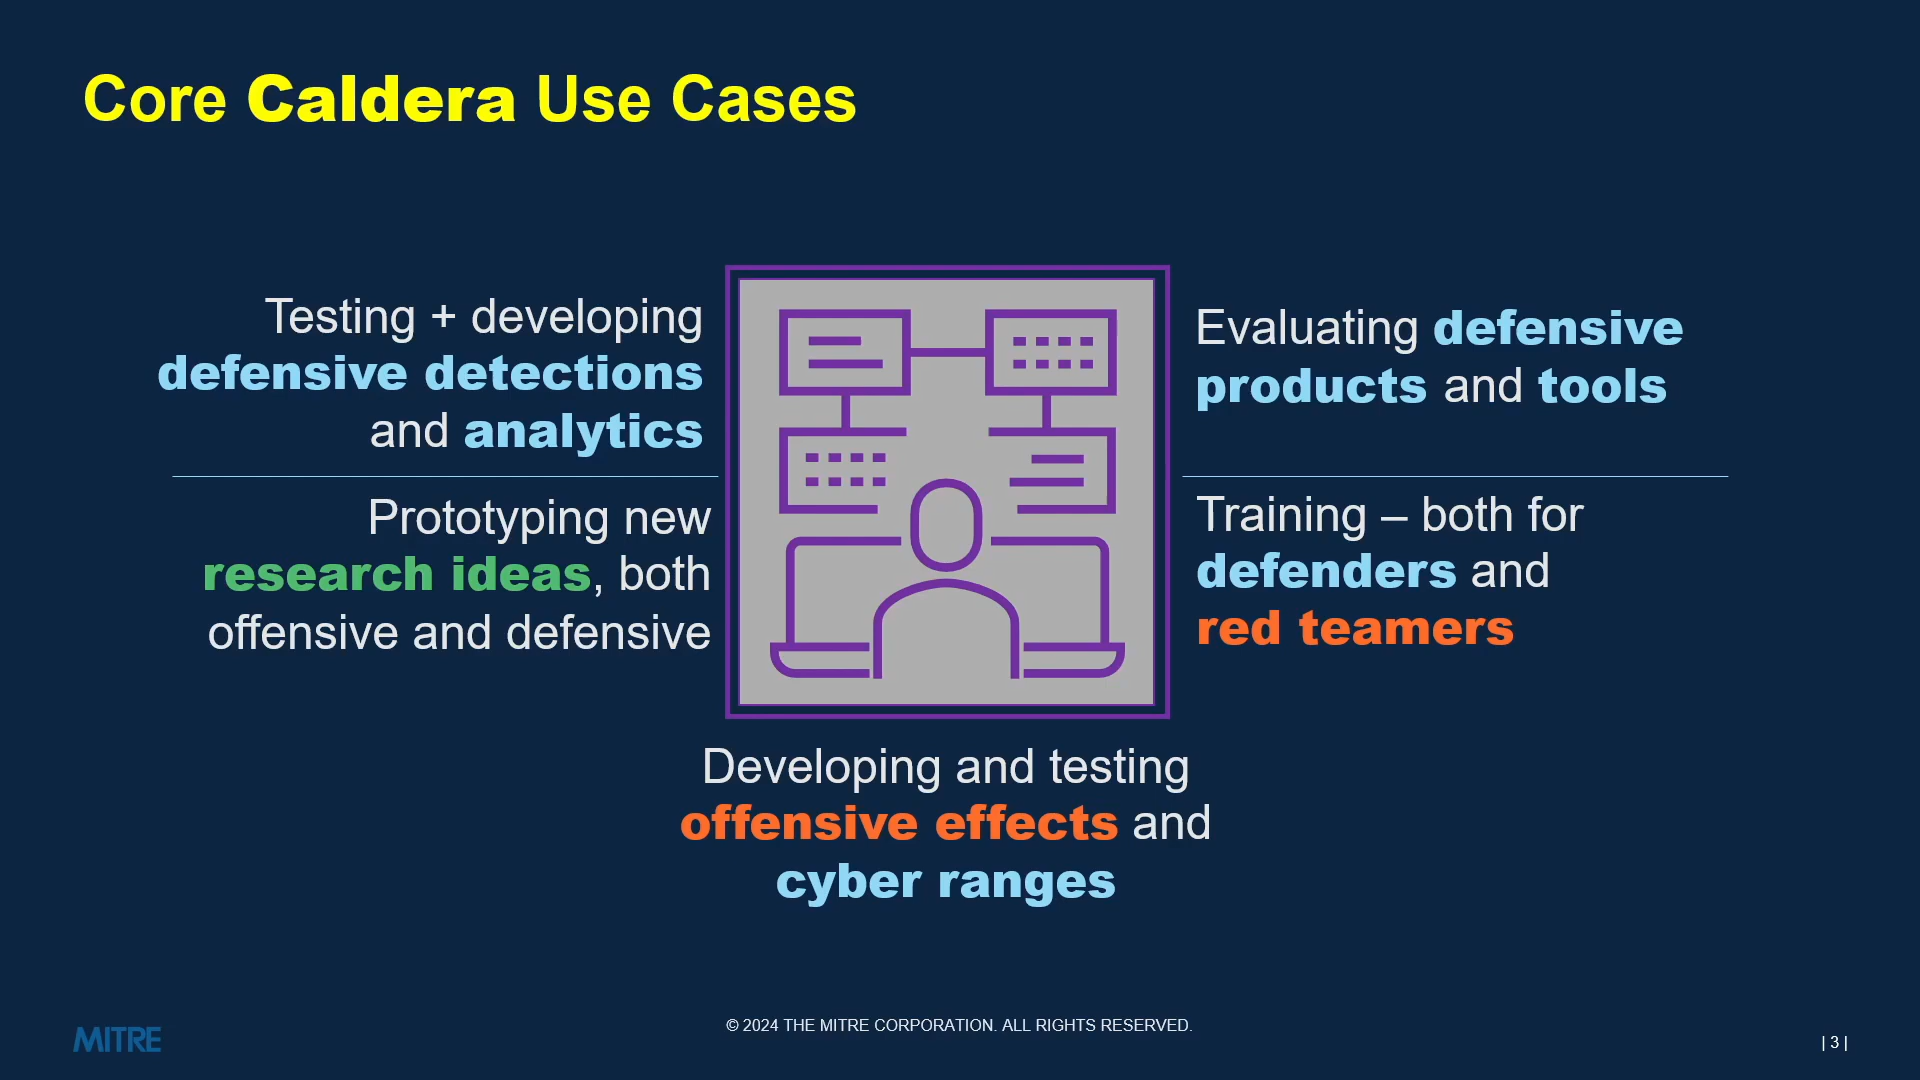 Core Caldera Use Cases
Testing + developing
defensive detections
and analytics
Prototyping new
research ideas, both
offensive and defensive
Evaluating defensive
products and tools
Training – both for
defenders and
red teamers
Developing and testing
offensive effects and
cyber ranges
MITRE
© 2024 THE MITRE CORPORATION. ALL RIGHTS RESERVED.
| 3 |